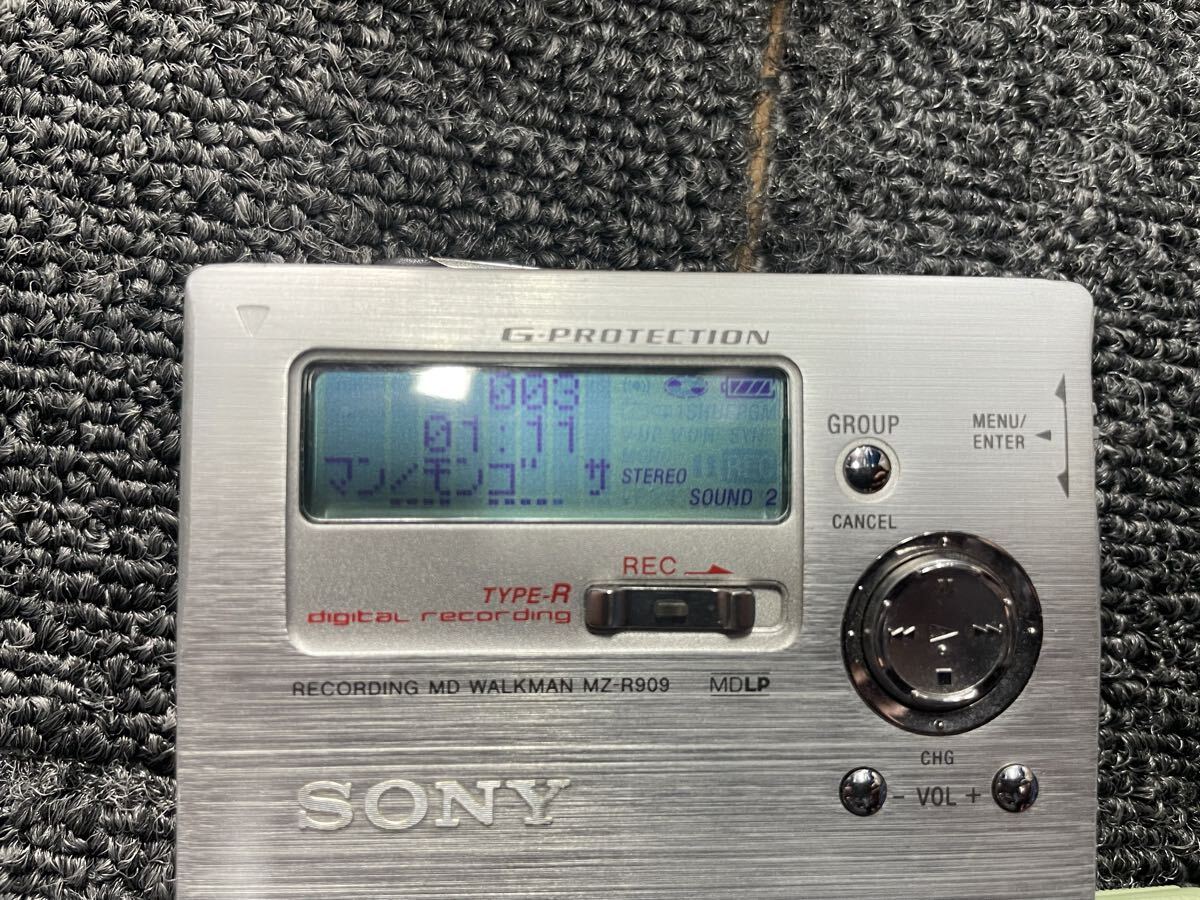 G-PROTECTION
003
01:11
マン/モンゴ サ
STEREO
SOUND 2
GROUP
CANCEL
MENU/
ENTER
REC
TYPE-R
digital recording
RECORDING MD WALKMAN MZ-R909 MDLP
SONY
CHG
- VOL +